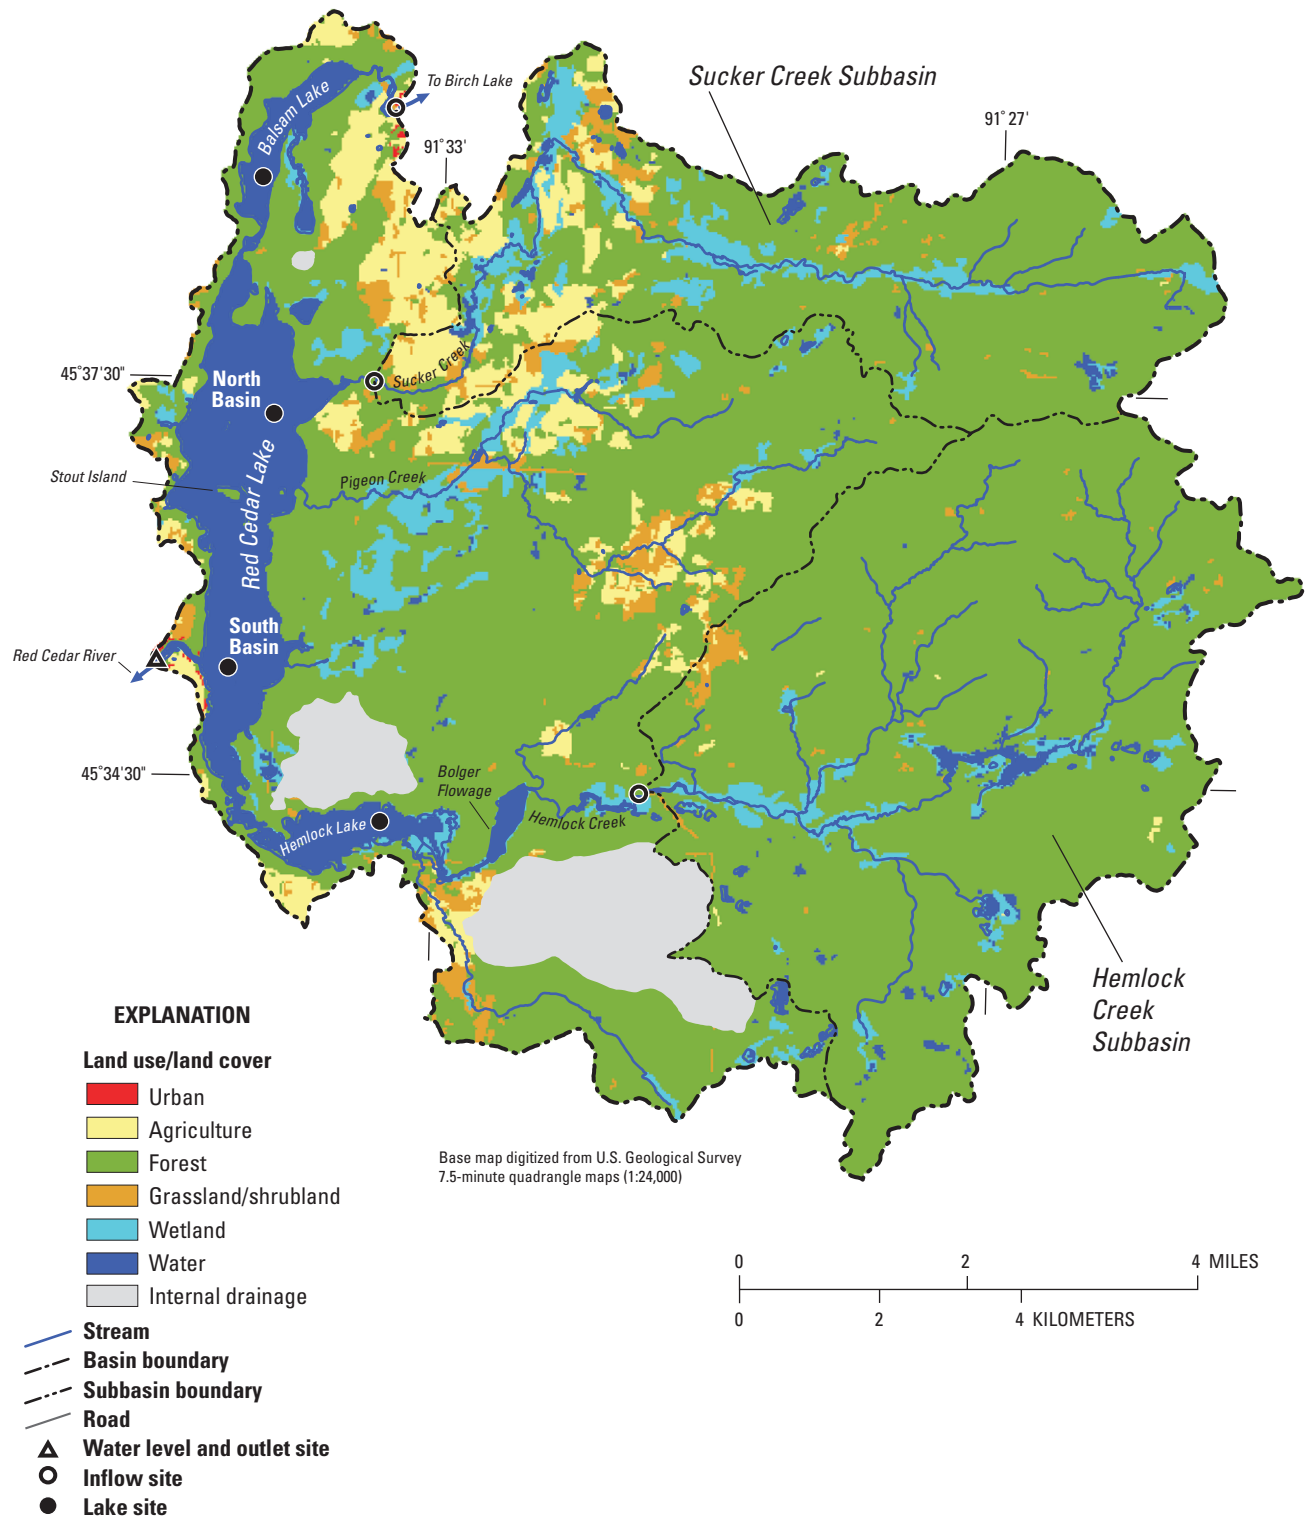 Sucker Creek Subbasin
To Birch Lake
Balsam Lake
91°33'
91°27'
45°37'30"
North
Basin
Sucker Creek
Red Cedar Lake
Stout Island
Pigeon Creek
South
Basin
Red Cedar River
45°34'30"
Bolger
Flowage
Hemlock Creek
Hemlock Lake
Hemlock
Creek
Subbasin
EXPLANATION
Land use/land cover
Urban
Agriculture
Forest
Grassland/shrubland
Wetland
Water
Internal drainage
Stream
Basin boundary
Subbasin boundary
Road
Water level and outlet site
Inflow site
Lake site
Base map digitized from U.S. Geological Survey
7.5-minute quadrangle maps (1:24,000)
0 2 4 MILES
0 2 4 KILOMETERS